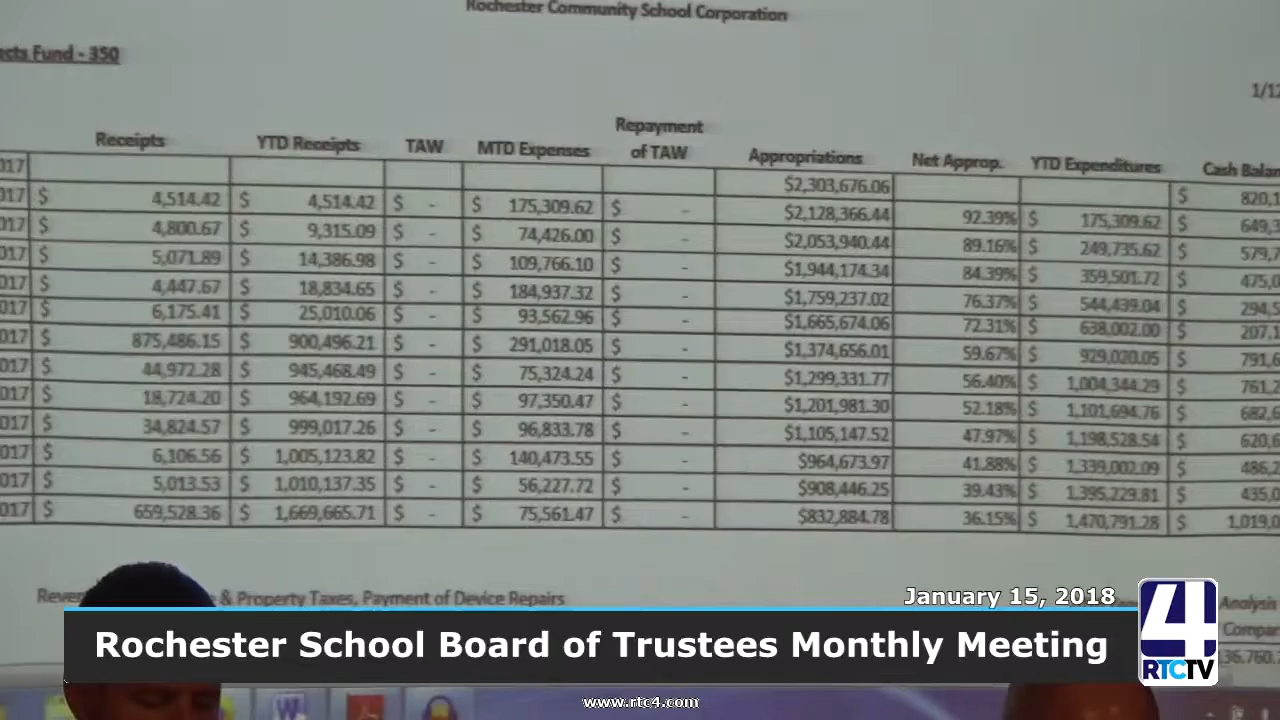 Rochester Community School Corporation
ects Fund - 350
1/12
Receipts YTD Receipts TAW MTD Expenses Repayment of TAW Appropriations Net Approp. YTD Expenditures Cash Balan
017 $2,303,676.06 $ 820,1
017 $ 4,514.42 $ 4,514.42 $ - $ 175,309.62 $ - $2,128,366.44 92.39% $ 175,309.62 $ 649,3
017 $ 4,800.67 $ 9,315.09 $ - $ 74,426.00 $ - $2,053,940.44 89.16% $ 249,735.62 $ 579,7
017 $ 5,071.89 $ 14,386.98 $ - $ 109,766.10 $ - $1,944,174.34 84.39% $ 359,501.72 $ 475,0
017 $ 4,447.67 $ 18,834.65 $ - $ 184,937.32 $ - $1,759,237.02 76.37% $ 544,439.04 $ 294,5
017 $ 6,175.41 $ 25,010.06 $ - $ 93,562.96 $ - $1,665,674.06 72.31% $ 638,002.00 $ 207,1
017 $ 875,486.15 $ 900,496.21 $ - $ 291,018.05 $ - $1,374,656.01 59.67% $ 929,020.05 $ 791,6
017 $ 44,972.28 $ 945,468.49 $ - $ 75,324.24 $ - $1,299,331.77 56.40% $ 1,004,344.29 $ 761,2
017 $ 18,724.20 $ 964,192.69 $ - $ 97,350.47 $ - $1,201,981.30 52.18% $ 1,101,694.76 $ 682,6
017 $ 34,824.57 $ 999,017.26 $ - $ 96,833.78 $ - $1,105,147.52 47.97% $ 1,198,528.54 $ 620,6
017 $ 6,106.56 $ 1,005,123.82 $ - $ 140,473.55 $ - $964,673.97 41.88% $ 1,339,002.09 $ 486,2
017 $ 5,013.53 $ 1,010,137.35 $ - $ 56,227.72 $ - $908,446.25 39.43% $ 1,395,229.81 $ 435,0
017 $ 659,528.36 $ 1,669,665.71 $ - $ 75,561.47 $ - $832,884.78 36.15% $ 1,470,791.28 $ 1,019,0
& Property Taxes, Payment of Device Repairs
Analysis
Compar
January 15, 2018
Rochester School Board of Trustees Monthly Meeting
4
RTCTV
www.rtc4.com